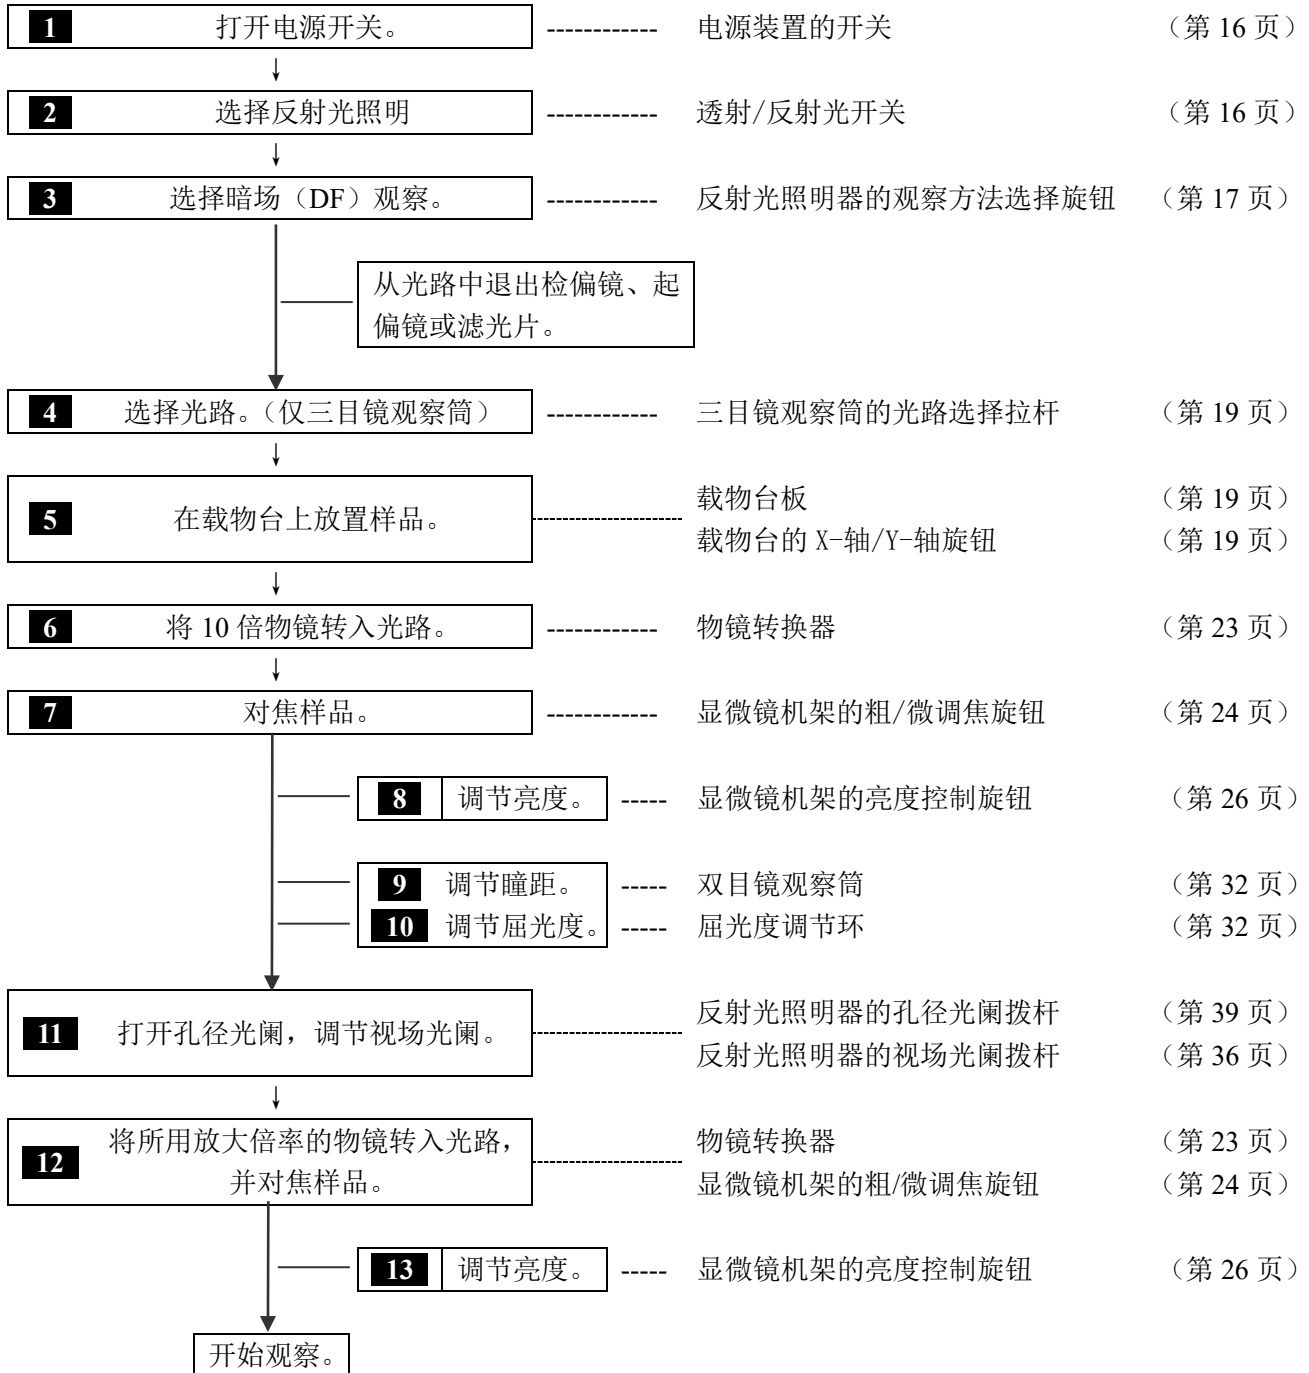 1 打开电源开关。 ------------ 电源装置的开关 （第 16 页）
↓
2 选择反射光照明 ------------ 透射/反射光开关 （第 16 页）
↓
3 选择暗场（DF）观察。 ------------ 反射光照明器的观察方法选择旋钮 （第 17 页）
从光路中退出检偏镜、起
偏镜或滤光片。
4 选择光路。（仅三目镜观察筒） ------------ 三目镜观察筒的光路选择拉杆 （第 19 页）
↓
载物台板 （第 19 页）
5 在载物台上放置样品。
载物台的 X-轴/Y-轴旋钮 （第 19 页）
↓
6 将 10 倍物镜转入光路。 ------------ 物镜转换器 （第 23 页）
↓
7 对焦样品。 ------------ 显微镜机架的粗/微调焦旋钮 （第 24 页）
8 调节亮度。 ----- 显微镜机架的亮度控制旋钮 （第 26 页）
9 调节瞳距。 ----- 双目镜观察筒 （第 32 页）
10 调节屈光度。 ----- 屈光度调节环 （第 32 页）
反射光照明器的孔径光阑拨杆 （第 39 页）
11 打开孔径光阑，调节视场光阑。
反射光照明器的视场光阑拨杆 （第 36 页）
↓
12 将所用放大倍率的物镜转入光路， 物镜转换器 （第 23 页）
并对焦样品。 显微镜机架的粗/微调焦旋钮 （第 24 页）
13 调节亮度。 ----- 显微镜机架的亮度控制旋钮 （第 26 页）
开始观察。